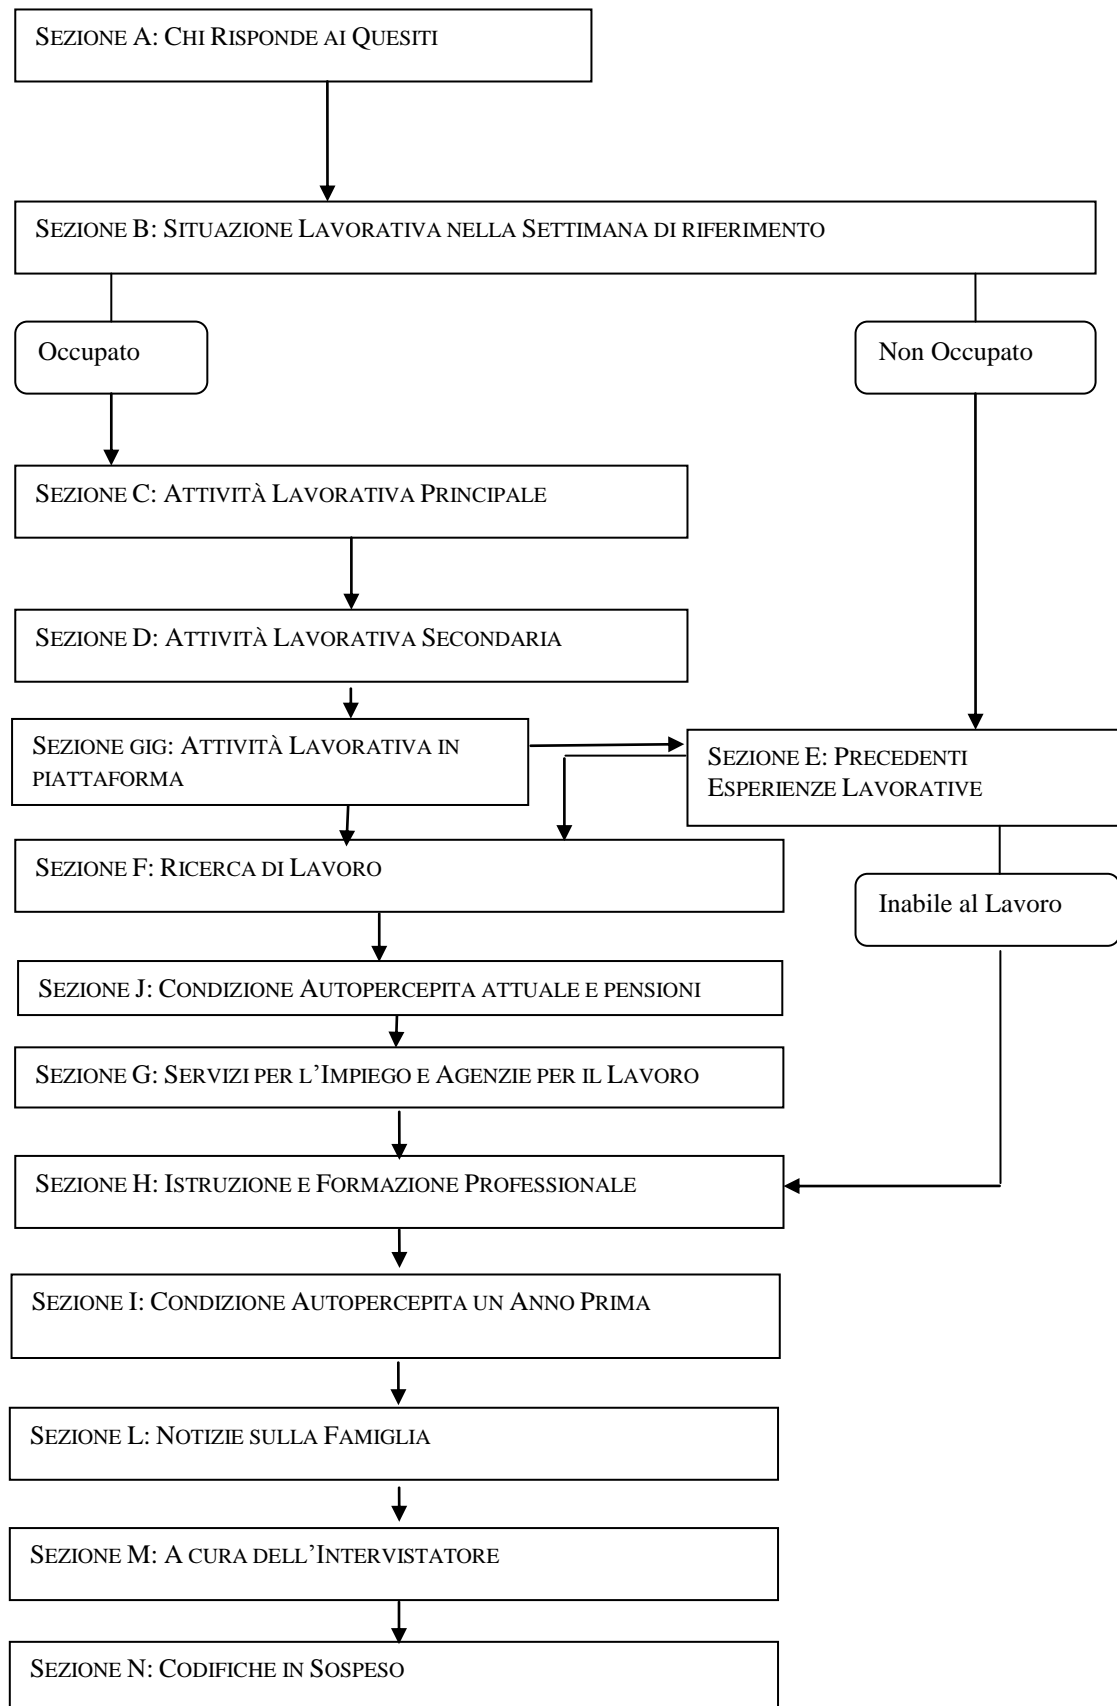 SEZIONE A: CHI RISPONDE AI QUESITI
SEZIONE B: SITUAZIONE LAVORATIVA NELLA SETTIMANA DI RIFERIMENTO
Occupato
Non Occupato
SEZIONE C: ATTIVITÀ LAVORATIVA PRINCIPALE
SEZIONE D: ATTIVITÀ LAVORATIVA SECONDARIA
SEZIONE GIG: ATTIVITÀ LAVORATIVA IN
PIATTAFORMA
SEZIONE E: PRECEDENTI
ESPERIENZE LAVORATIVE
SEZIONE F: RICERCA DI LAVORO
Inabile al Lavoro
SEZIONE J: CONDIZIONE AUTOPERCEPITA ATTUALE E PENSIONI
SEZIONE G: SERVIZI PER L’IMPIEGO E AGENZIE PER IL LAVORO
SEZIONE H: ISTRUZIONE E FORMAZIONE PROFESSIONALE
SEZIONE I: CONDIZIONE AUTOPERCEPITA UN ANNO PRIMA
SEZIONE L: NOTIZIE SULLA FAMIGLIA
SEZIONE M: A CURA DELL’INTERVISTATORE
SEZIONE N: CODIFICHE IN SOSPESO